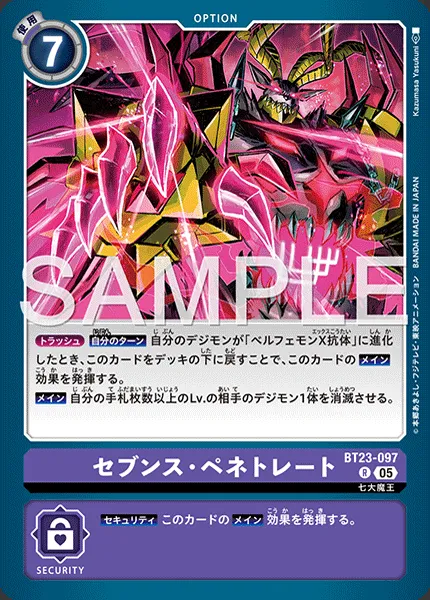 使用
7
OPTION
Kazumasa Yasukuni
SAMPLE
トラッシュ 自分のターン 自分のデジモンが「ベルフェモンX抗体」に進化
したとき、このカードをデッキの下に戻すことで、このカードの メイン
効果を発揮する。
メイン 自分の手札枚数以上のLv.の相手のデジモン1体を消滅させる。
©本郷あきよし・フジテレビ・東映アニメーション BANDAI MADE IN JAPAN
セブンス・ペネトレート
BT23-097
R 05
七大魔王
セキュリティ このカードの メイン 効果を発揮する。
SECURITY